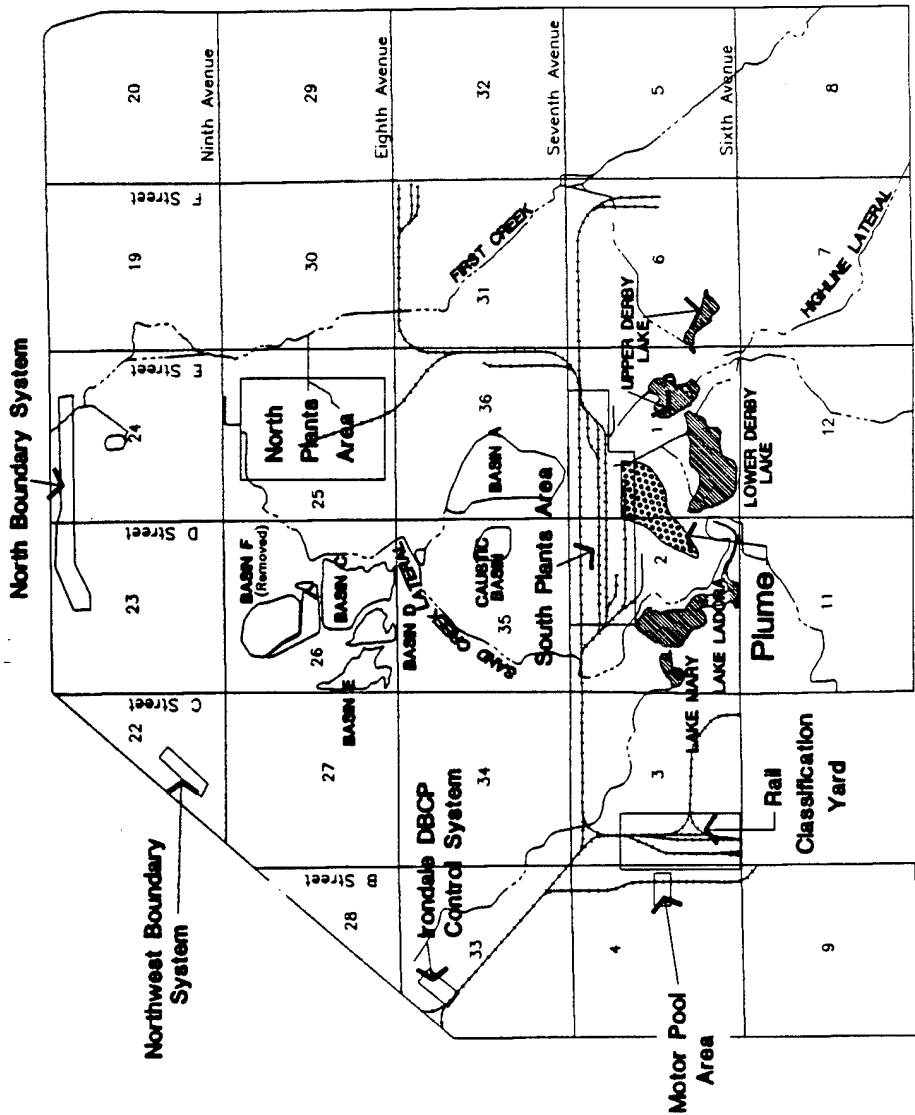 North Boundary System
Northwest Boundary
System
20
Ninth Avenue
29
Eighth Avenue
32
Seventh Avenue
5
Sixth Avenue
8
F Street
19
30
FIRST CREEK
31
6
7
HIGHLINE LATERAL
E Street
24
North
Plants
Area
25
36
BASIN A
UPPER DERBY
LAKE
1
LOWER DERBY
LAKE
12
D Street
23
BASIN F
(Removed)
BASIN C
26
BASIN D
BASIN E
SAND CREEK LATERAL
CAUSTIC
BASIN
35
South Plants Area
2
LAKE LADORA
LAKE MARY
Plume
11
C Street
22
27
34
3
Rail
Classification
Yard
B Street
28
Irondale DBCP
Control System
33
4
9
Motor Pool
Area